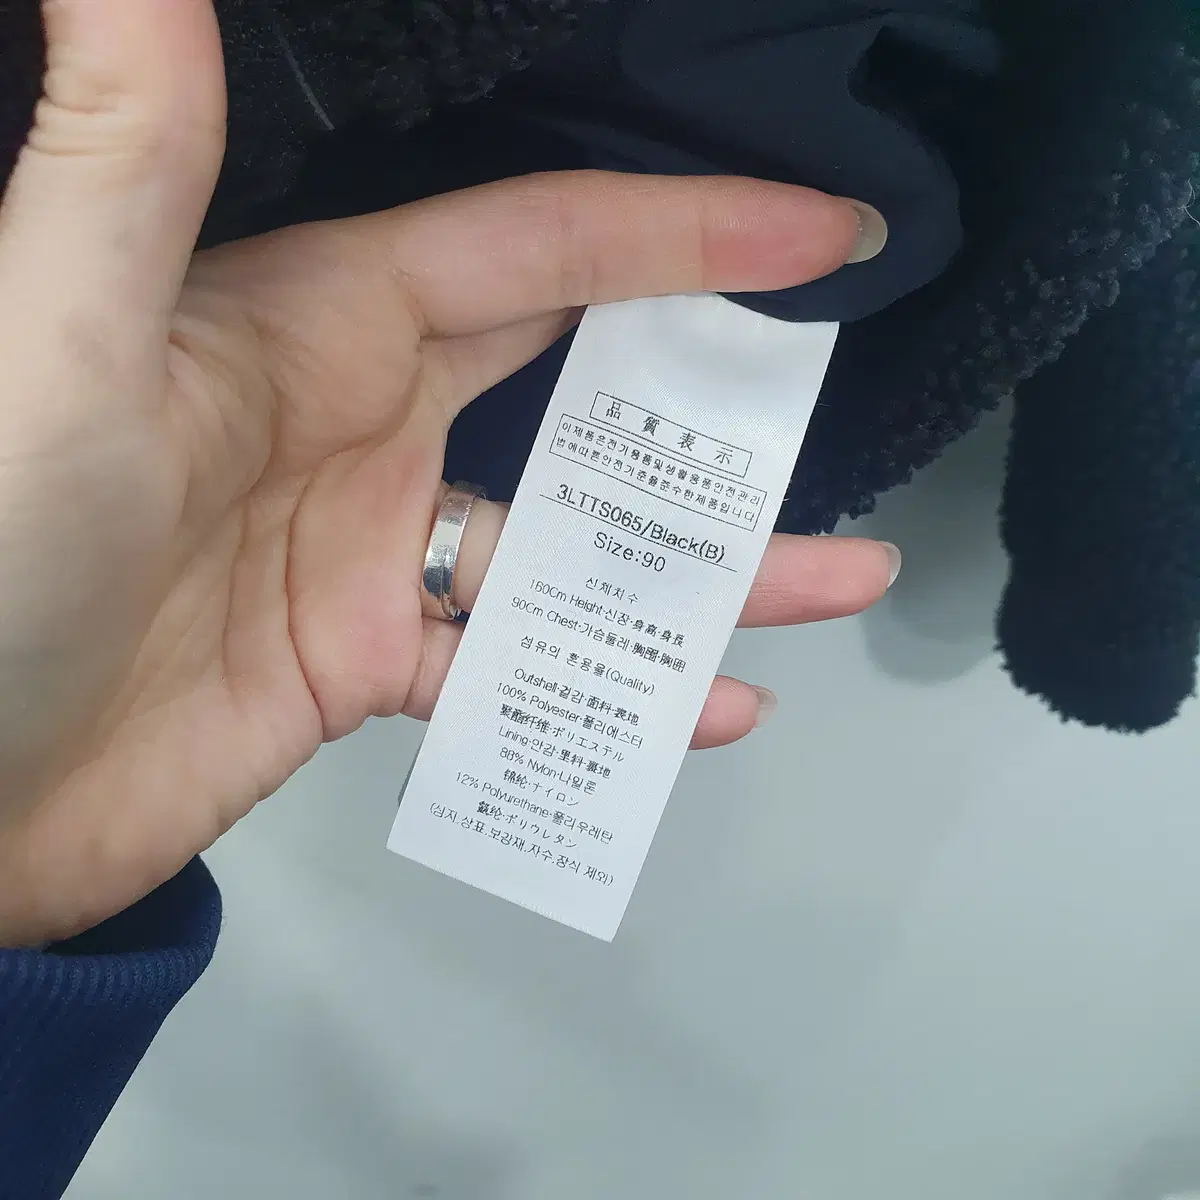 品質表示
이제품은전기용품및생활용품안전관리
법에따른안전기준을준수한제품입니다
3LTTS065/Black(B)
Size:90
신체치수
160Cm Height·신장·身高·身長
90Cm Chest·가슴둘레·胸圍·胸囲
섬유의 혼용율(Quality)
Outshell·겉감·面料·表地
100% Polyester·폴리에스터
聚酯纤维·ポリエステル
Lining·안감·里料·裏地
88% Nylon·나일론
锦纶·ナイロン
12% Polyurethane·폴리우레탄
氨纶·ポリウレタン
(심지.상표.보강재.자수.장식 제외)